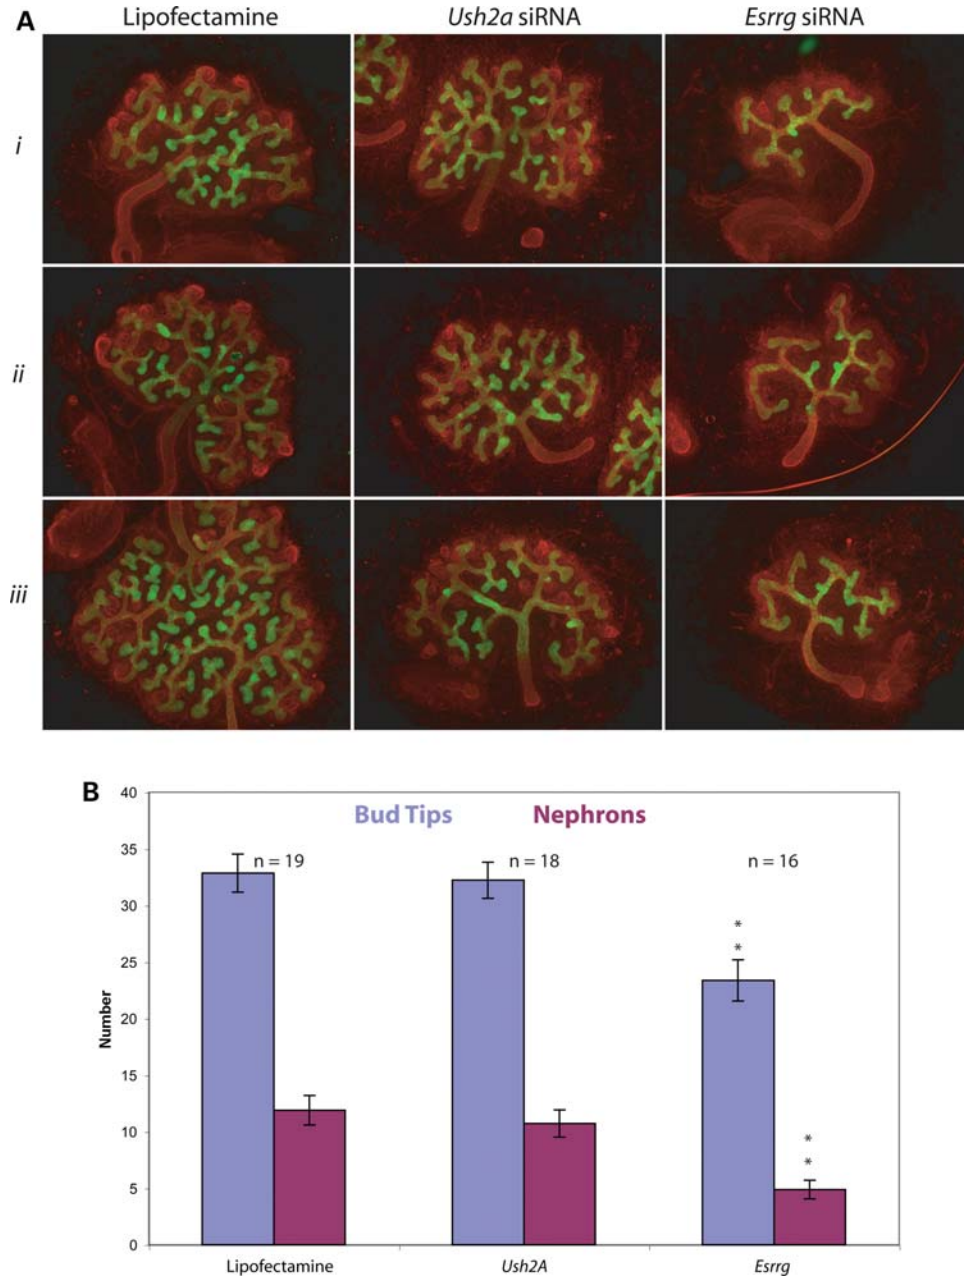 A
Lipofectamine Ush2a siRNA Esrrg siRNA
i
ii
iii
B
40
35
30
25
20
15
10
5
0
Number
Bud Tips Nephrons
n = 19 n = 18 n = 16
* *
* *
* *
* *
Lipofectamine Ush2A Esrrg